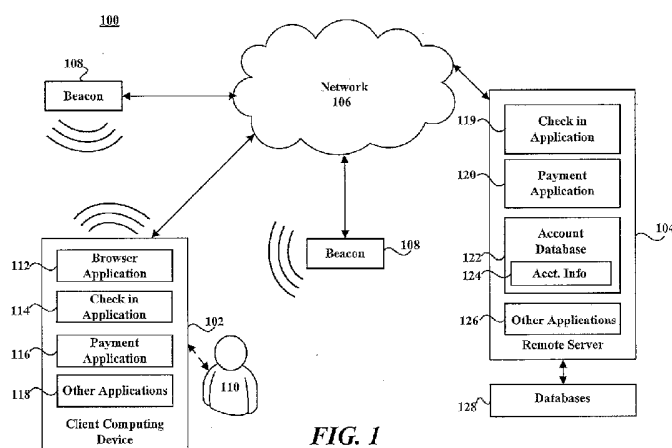 100
108
Beacon
Network
106
119
Check in
Application
120
Payment
Application
104
Account
Database
122
124
Acct. Info
126
Other Applications
Remote Server
128
Databases
Beacon
108
112
Browser
Application
114
Check in
Application
102
116
Payment
Application
118
Other Applications
Client Computing
Device
110
FIG. 1